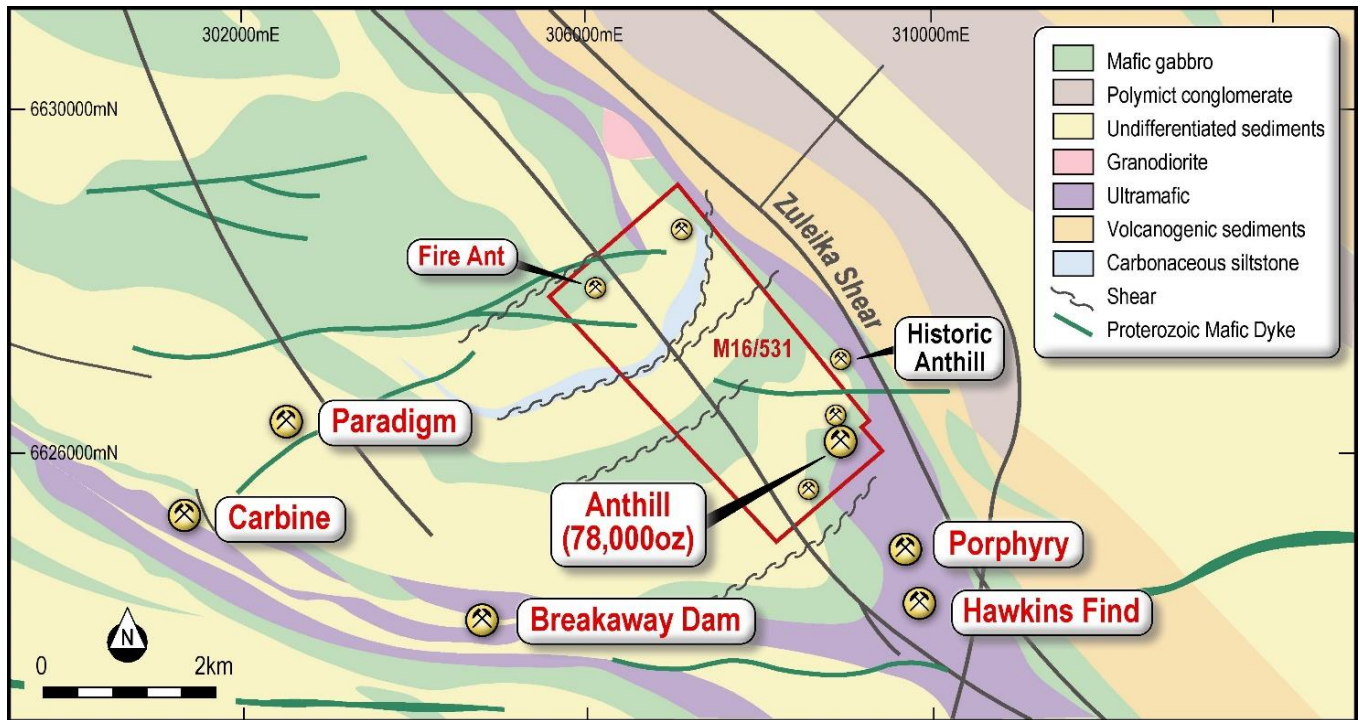 302000mE
306000mE
310000mE
6630000mN
6626000mN
Mafic gabbro
Polymict conglomerate
Undifferentiated sediments
Granodiorite
Ultramafic
Volcanogenic sediments
Carbonaceous siltstone
Shear
Proterozoic Mafic Dyke
Zuleika Shear
Fire Ant
M16/531
Historic
Anthill
Paradigm
Carbine
Anthill
(78,000oz)
Porphyry
Hawkins Find
Breakaway Dam
N
0
2km